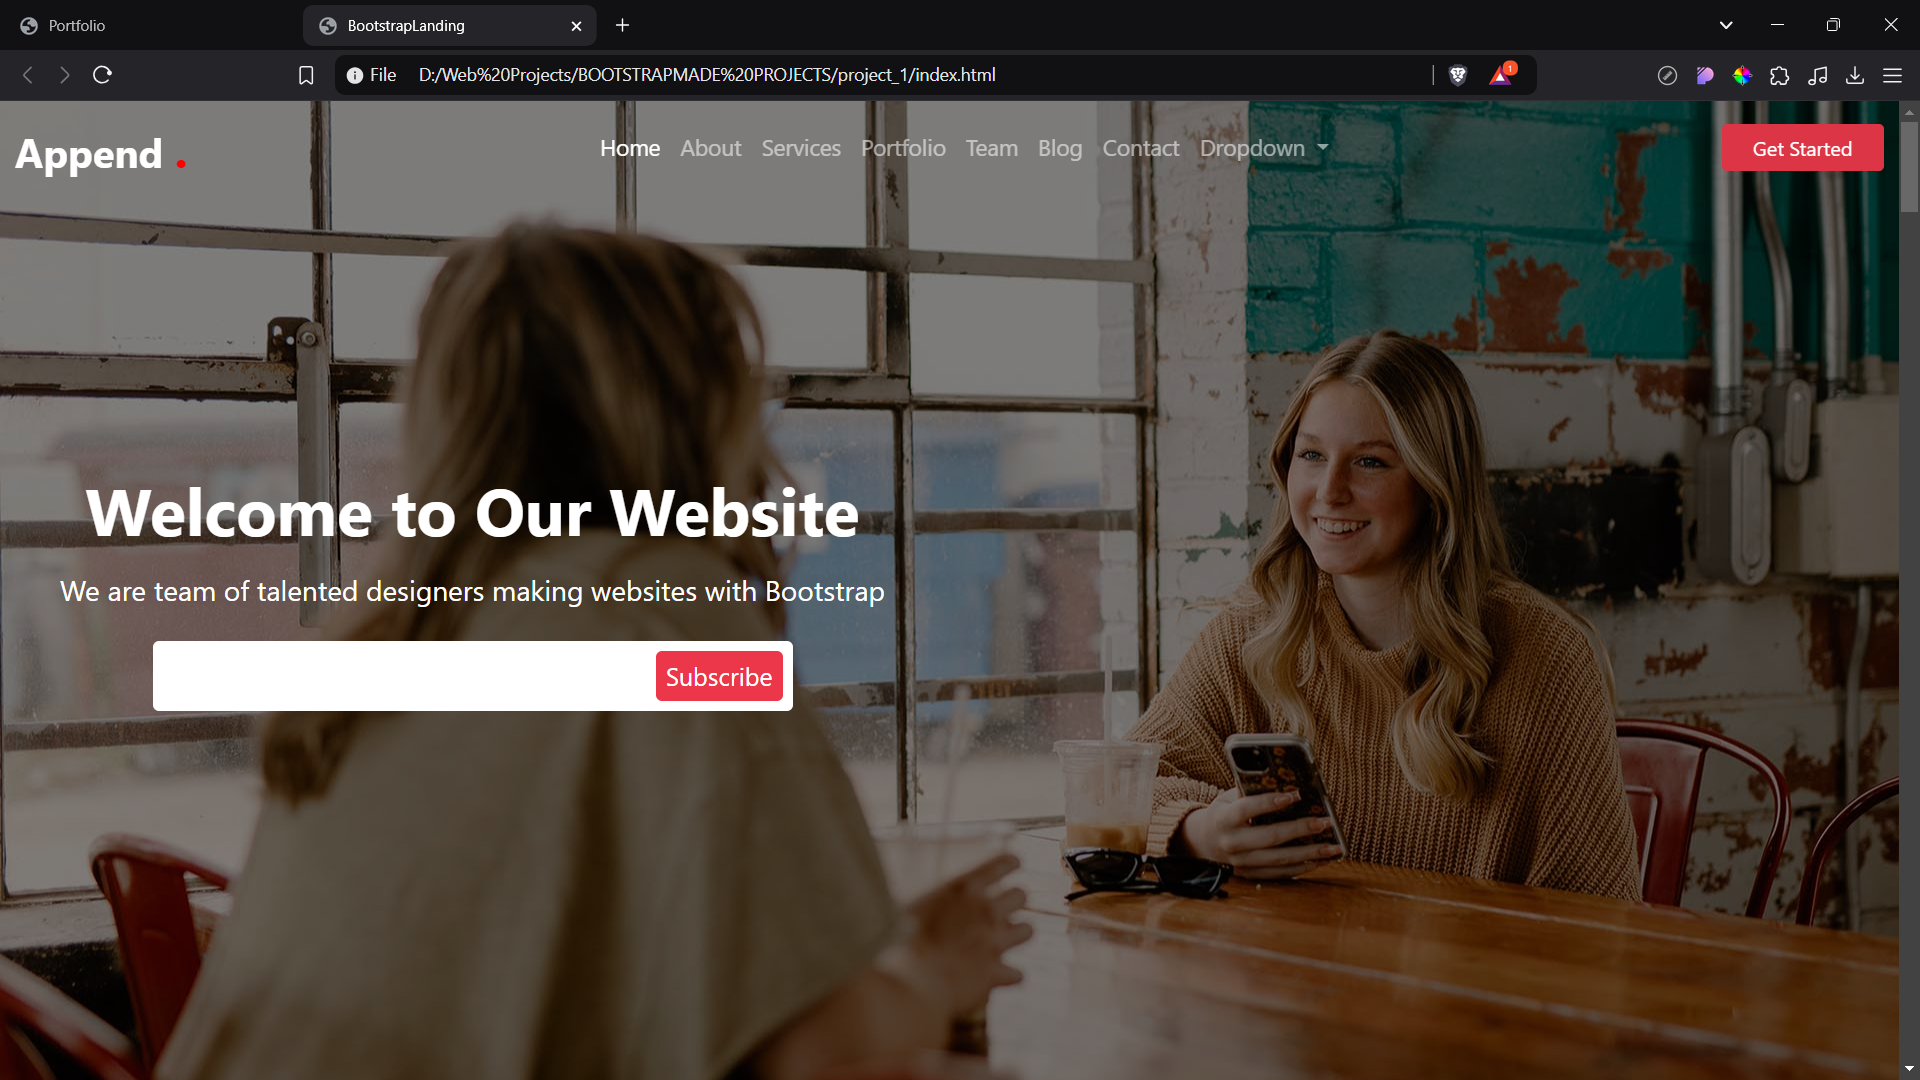 Portfolio
BootstrapLanding
File D:/Web%20Projects/BOOTSTRAPMADE%20PROJECTS/project_1/index.html
1
Append .
Home About Services Portfolio Team Blog Contact Dropdown
Get Started
Welcome to Our Website
We are team of talented designers making websites with Bootstrap
Subscribe